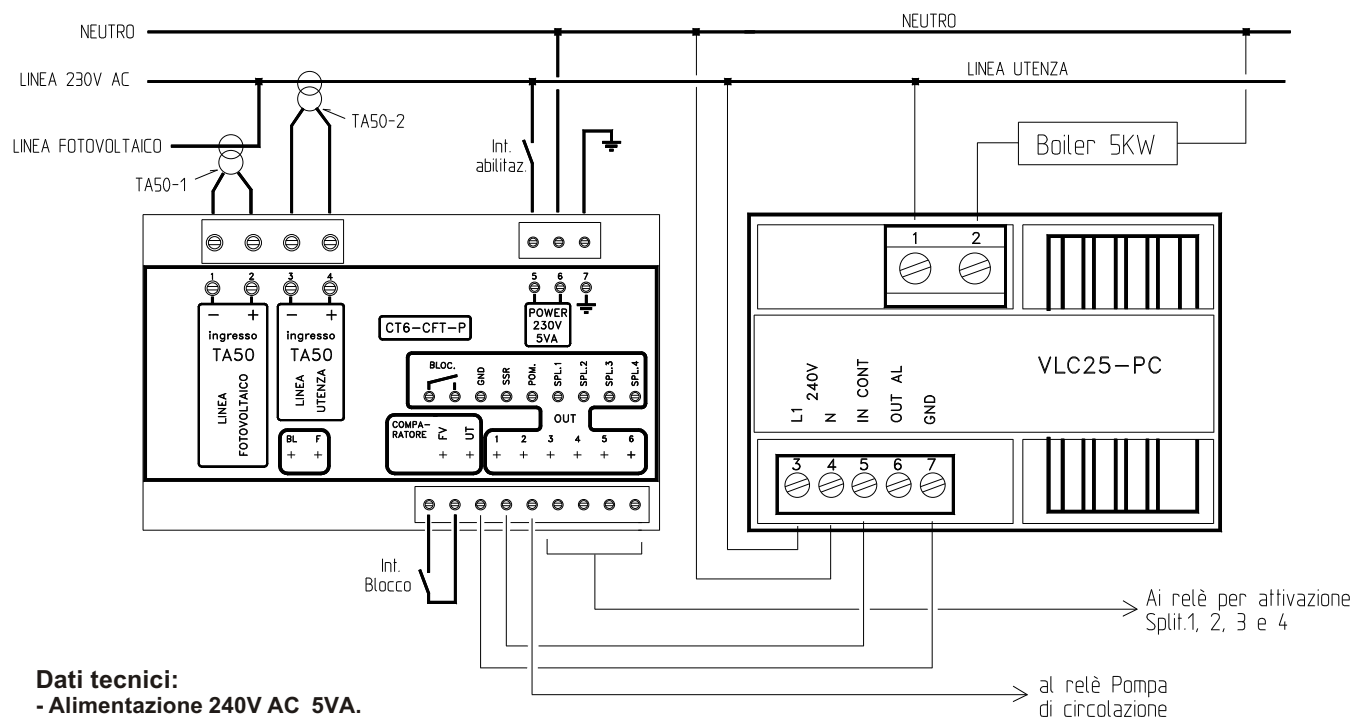 NEUTRO
NEUTRO
LINEA 230V AC
LINEA UTENZA
LINEA FOTOVOLTAICO
TA50-1
TA50-2
Int.
abilitaz.
Boiler 5KW
1 2 3 4
- + - +
ingresso
TA50
LINEA
FOTOVOLTAICO
ingresso
TA50
LINEA
UTENZA
BL F
+ +
CT6-CFT-P
5 6 7
POWER
230V
5VA
BLOC.
GND
SSR
POM.
SPL.1
SPL.2
SPL.3
SPL.4
OUT
COMPA-
RATORE
FV
UT
+ +
1 2 3 4 5 6
+ + + + + +
Int.
Blocco
1 2
VLC25-PC
L1
240V
N
IN CONT
OUT AL
GND
3 4 5 6 7
Ai relè per attivazione
Split.1, 2, 3 e 4
al relè Pompa
di circolazione
Dati tecnici:
- Alimentazione 240V AC 5VA.